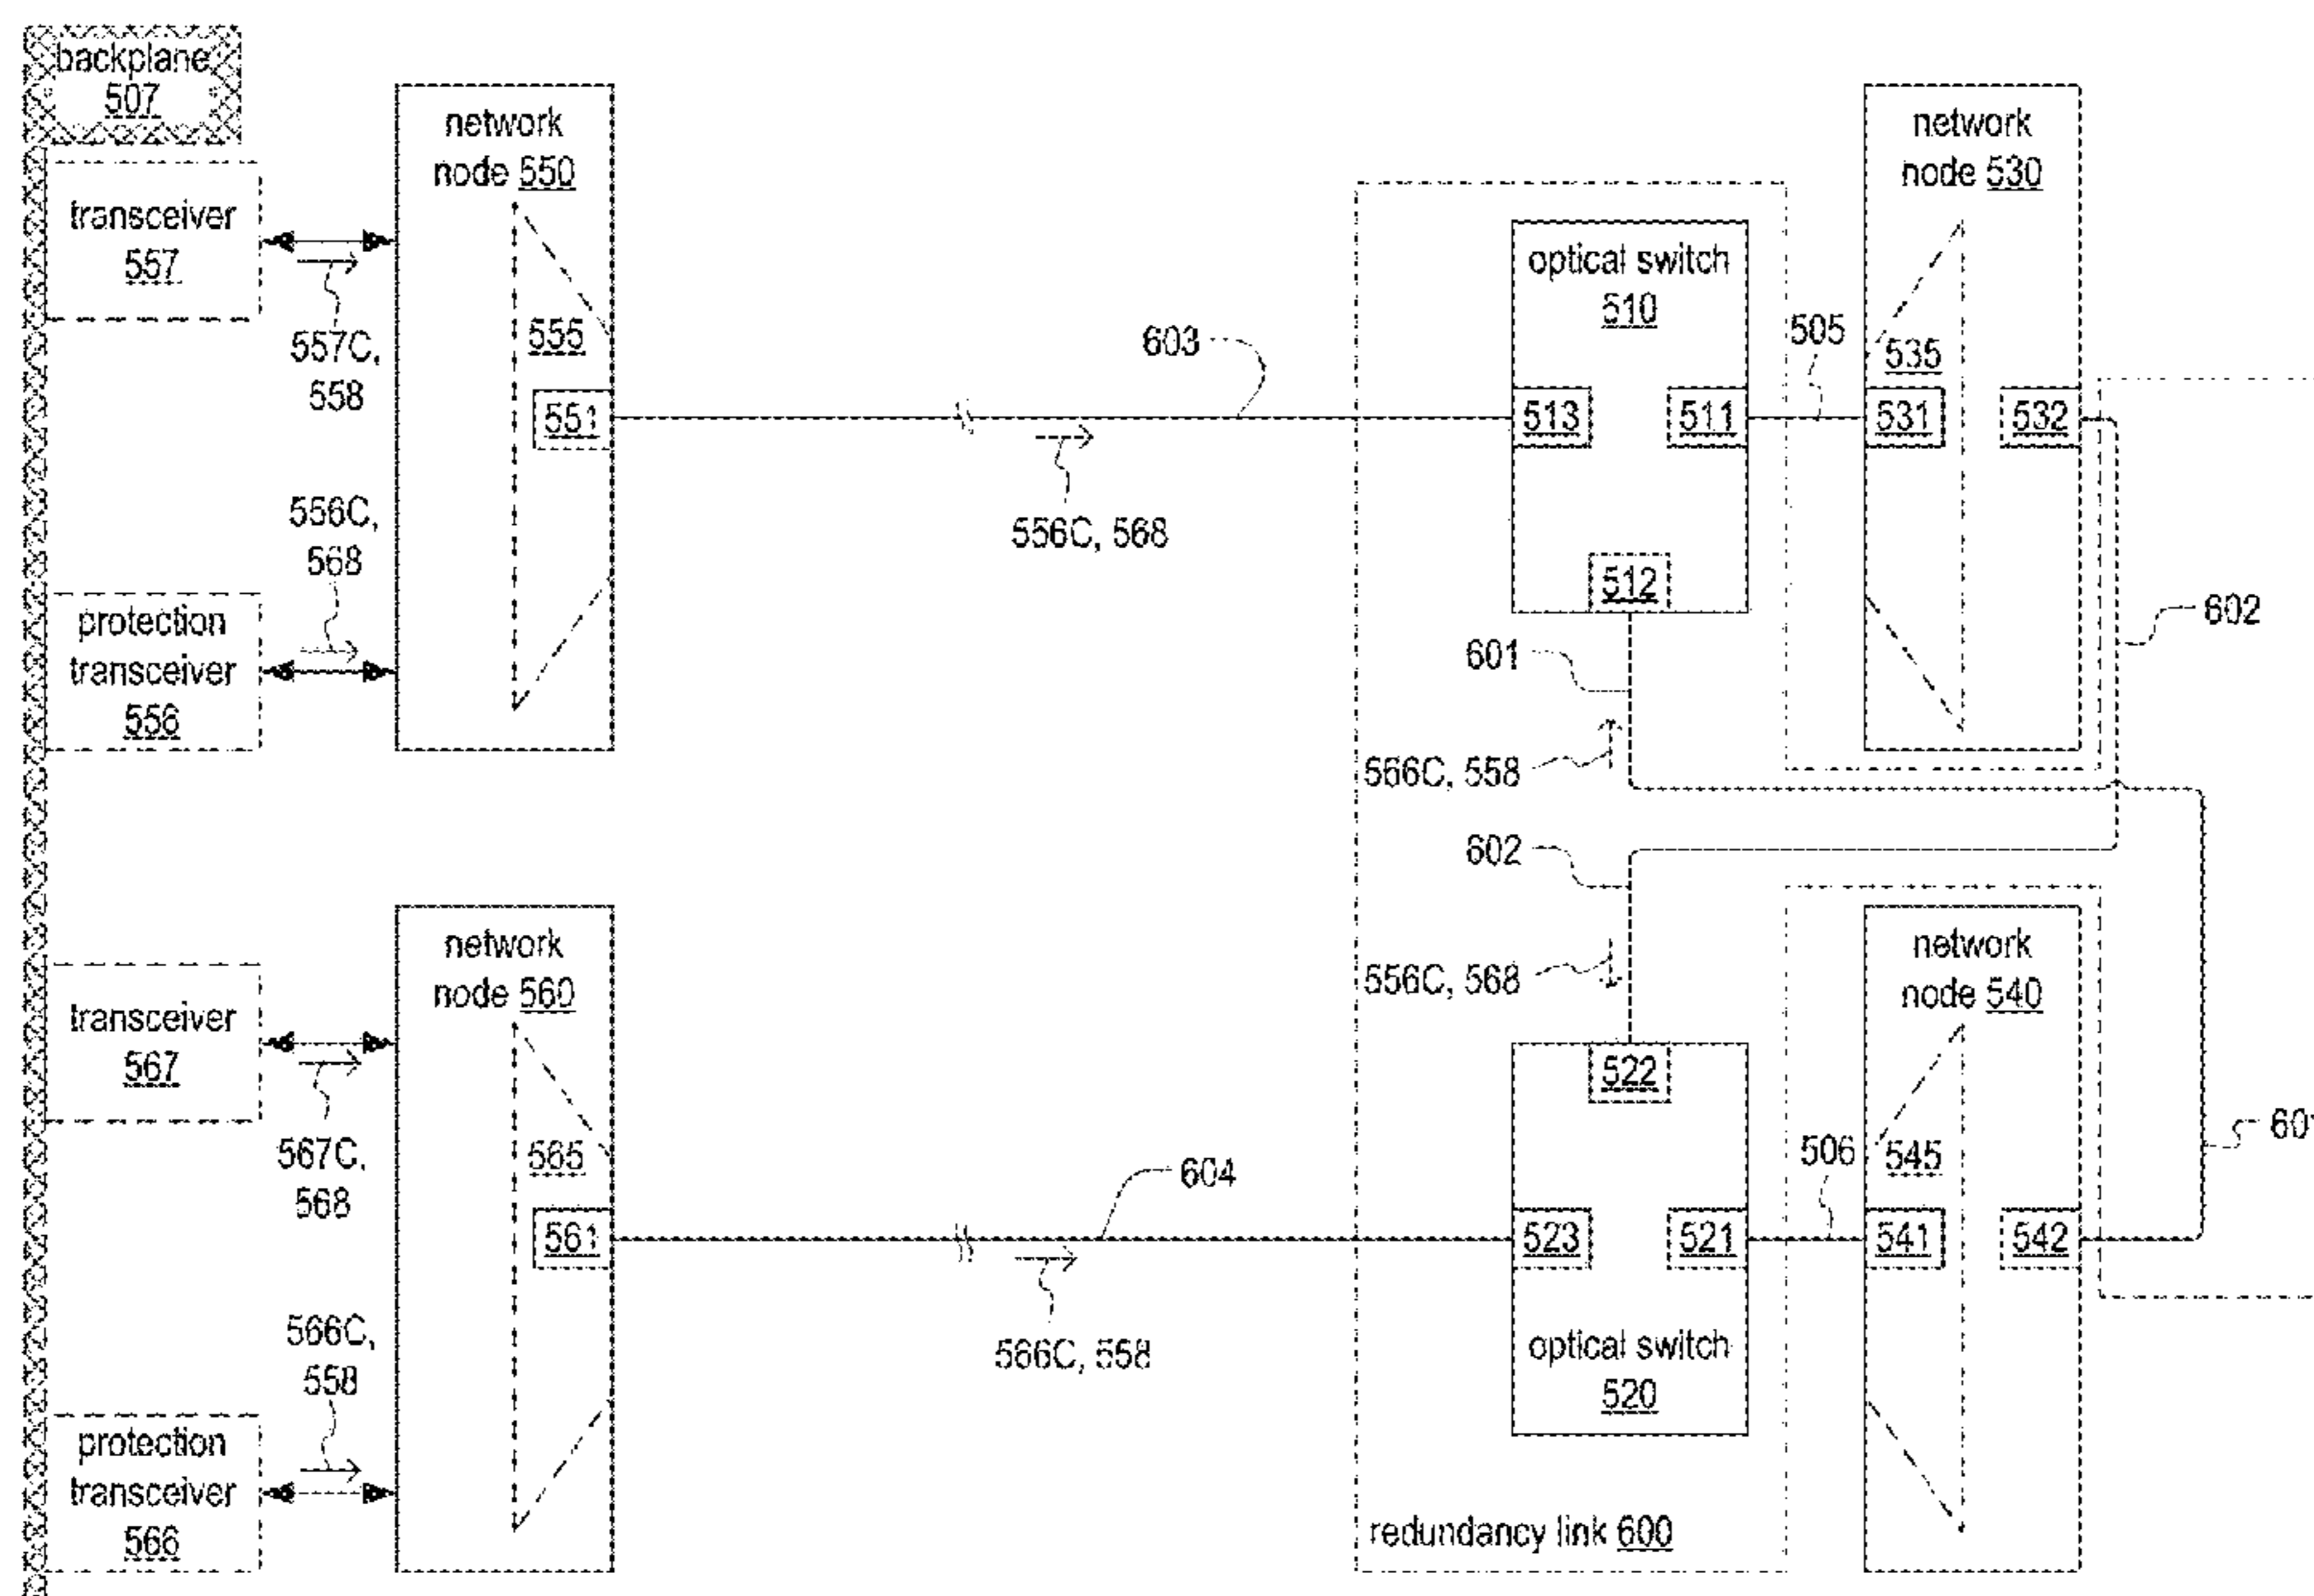 backplane
507
transceiver
557
557C,
558
556C,
568
protection
transceiver
556
network
node 550
555
551
603
556C, 568
optical switch
510
513
511
512
505
network
node 530
535
531
532
602
601
566C, 558
602
556C, 568
transceiver
567
567C,
568
566C,
558
protection
transceiver
566
network
node 560
565
561
604
566C, 558
522
523
521
optical switch
520
506
network
node 540
545
541
542
redundancy link 600